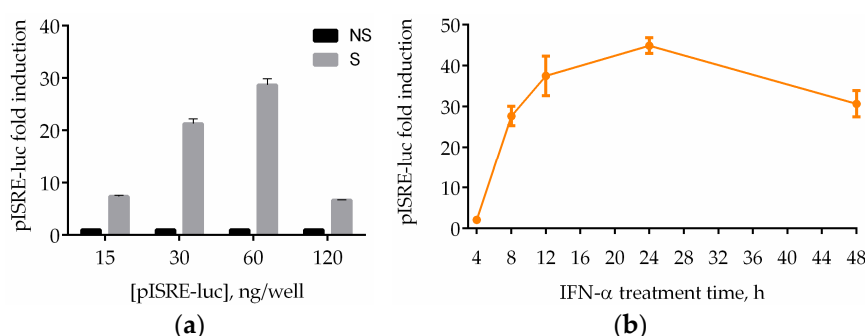 pISRE-luc fold induction
40
30
20
10
0
NS
S
15 30 60 120
[pISRE-luc], ng/well
(a)
pISRE-luc fold induction
50
40
30
20
10
0
4 8 12 16 20 24 28 32 36 40 44 48
IFN-α treatment time, h
(b)